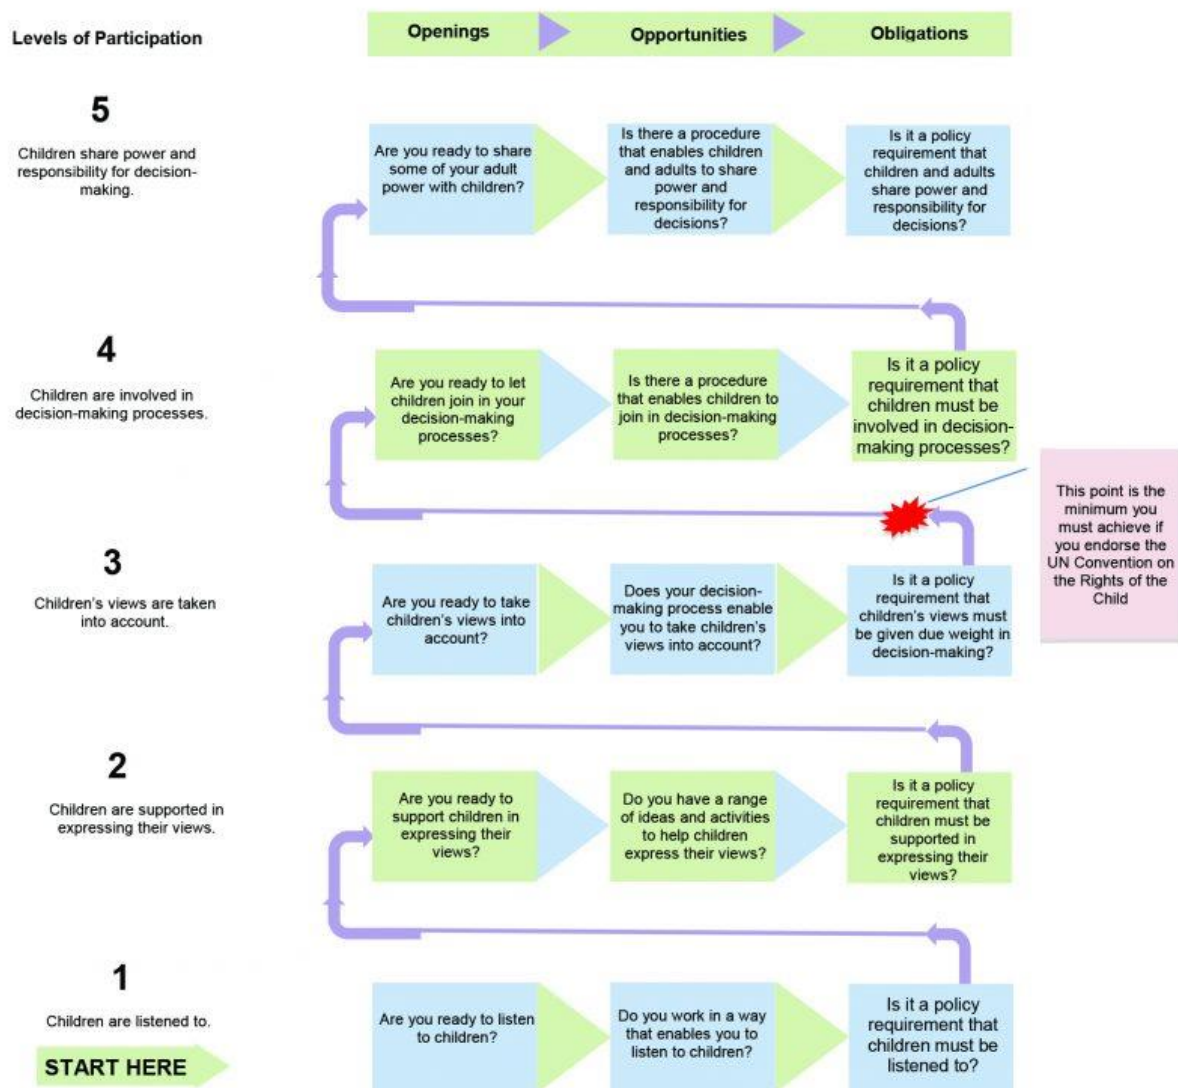 Levels of Participation
Openings
Opportunities
Obligations
5
Children share power and
responsibility for decision-
making.
Are you ready to share
some of your adult
power with children?
Is there a procedure
that enables children
and adults to share
power and
responsibility for
decisions?
Is it a policy
requirement that
children and adults
share power and
responsibility for
decisions?
4
Children are involved in
decision-making processes.
Are you ready to let
children join in your
decision-making
processes?
Is there a procedure
that enables children to
join in decision-making
processes?
Is it a policy
requirement that
children must be
involved in decision-
making processes?
This point is the
minimum you
must achieve if
you endorse the
UN Convention on
the Rights of the
Child
3
Children’s views are taken
into account.
Are you ready to take
children’s views into
account?
Does your decision-
making process enable
you to take children’s
views into account?
Is it a policy
requirement that
children’s views must
be given due weight in
decision-making?
2
Children are supported in
expressing their views.
Are you ready to
support children in
expressing their
views?
Do you have a range
of ideas and activities
to help children
express their views?
Is it a policy
requirement that
children must be
supported in
expressing their
views?
1
Children are listened to.
Are you ready to listen
to children?
Do you work in a way
that enables you to
listen to children?
Is it a policy
requirement that
children must be
listened to?
START HERE